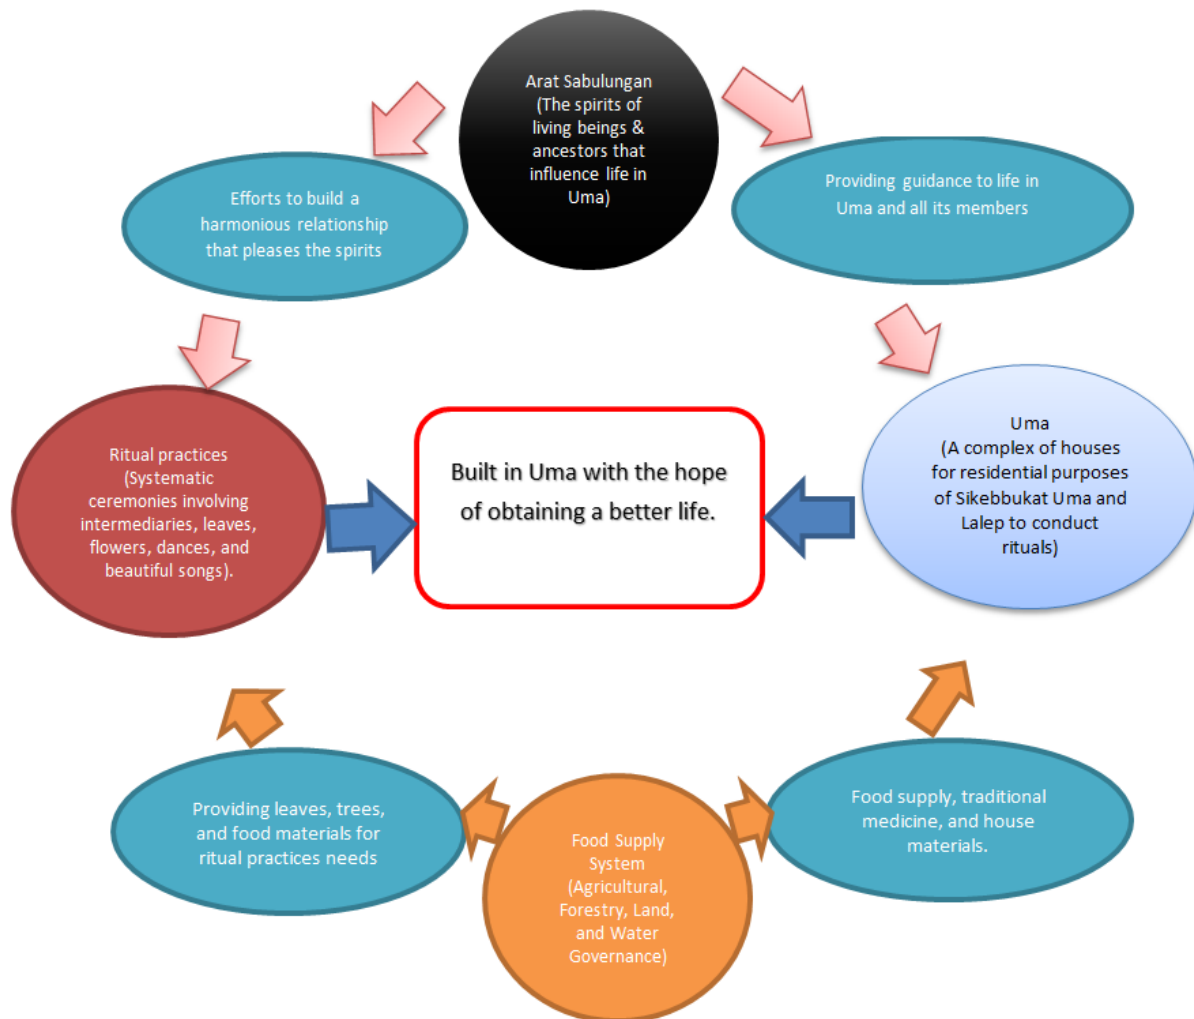 Arat Sabulungan
(The spirits of
living beings &
ancestors that
influence life in
Uma)
Efforts to build a
harmonious relationship
that pleases the spirits
Providing guidance to life in
Uma and all its members
Ritual practices
(Systematic
ceremonies involving
intermediaries, leaves,
flowers, dances, and
beautiful songs).
Built in Uma with the hope
of obtaining a better life.
Uma
(A complex of houses
for residential purposes
of Sikebbukat Uma and
Lalep to conduct
rituals)
Providing leaves, trees,
and food materials for
ritual practices needs
Food Supply
System
(Agricultural,
Forestry, Land,
and Water
Governance)
Food supply, traditional
medicine, and house
materials.